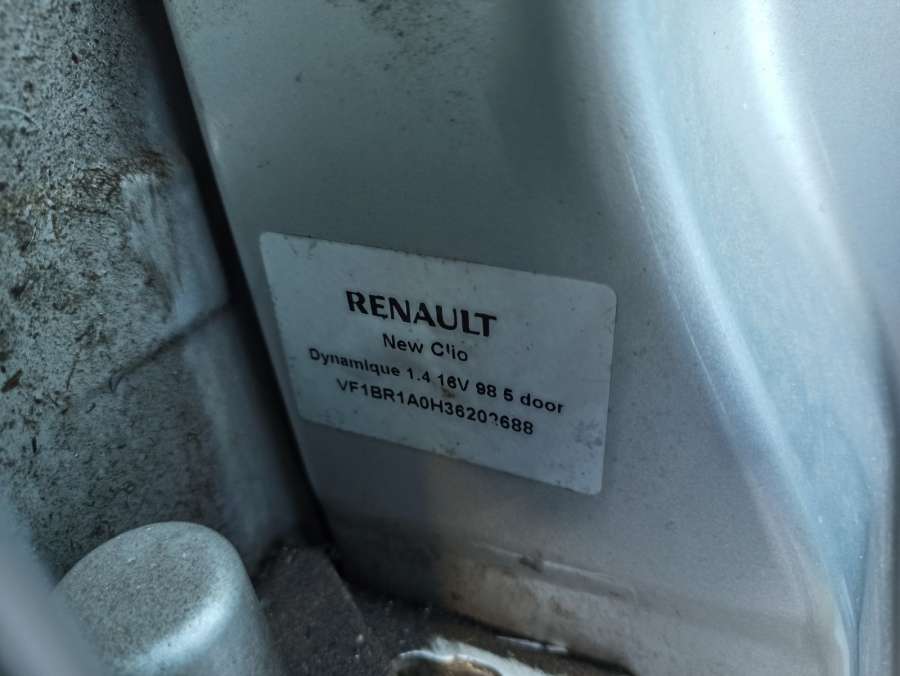 RENAULT
New Clio
Dynamique 1.4 16V 98 5 door
VF1BR1A0H36202688